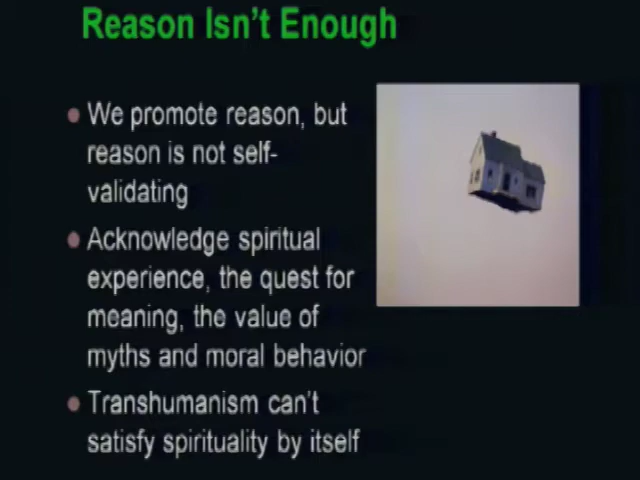 Reason Isn't Enough
We promote reason, but
reason is not self-
validating
Acknowledge spiritual
experience, the quest for
meaning, the value of
myths and moral behavior
Transhumanism can't
satisfy spirituality by itself